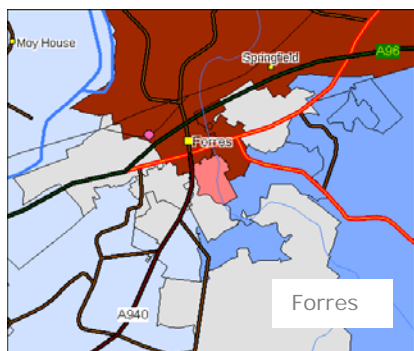 Moy House
Springfield
A96
Forres
A940
Forres